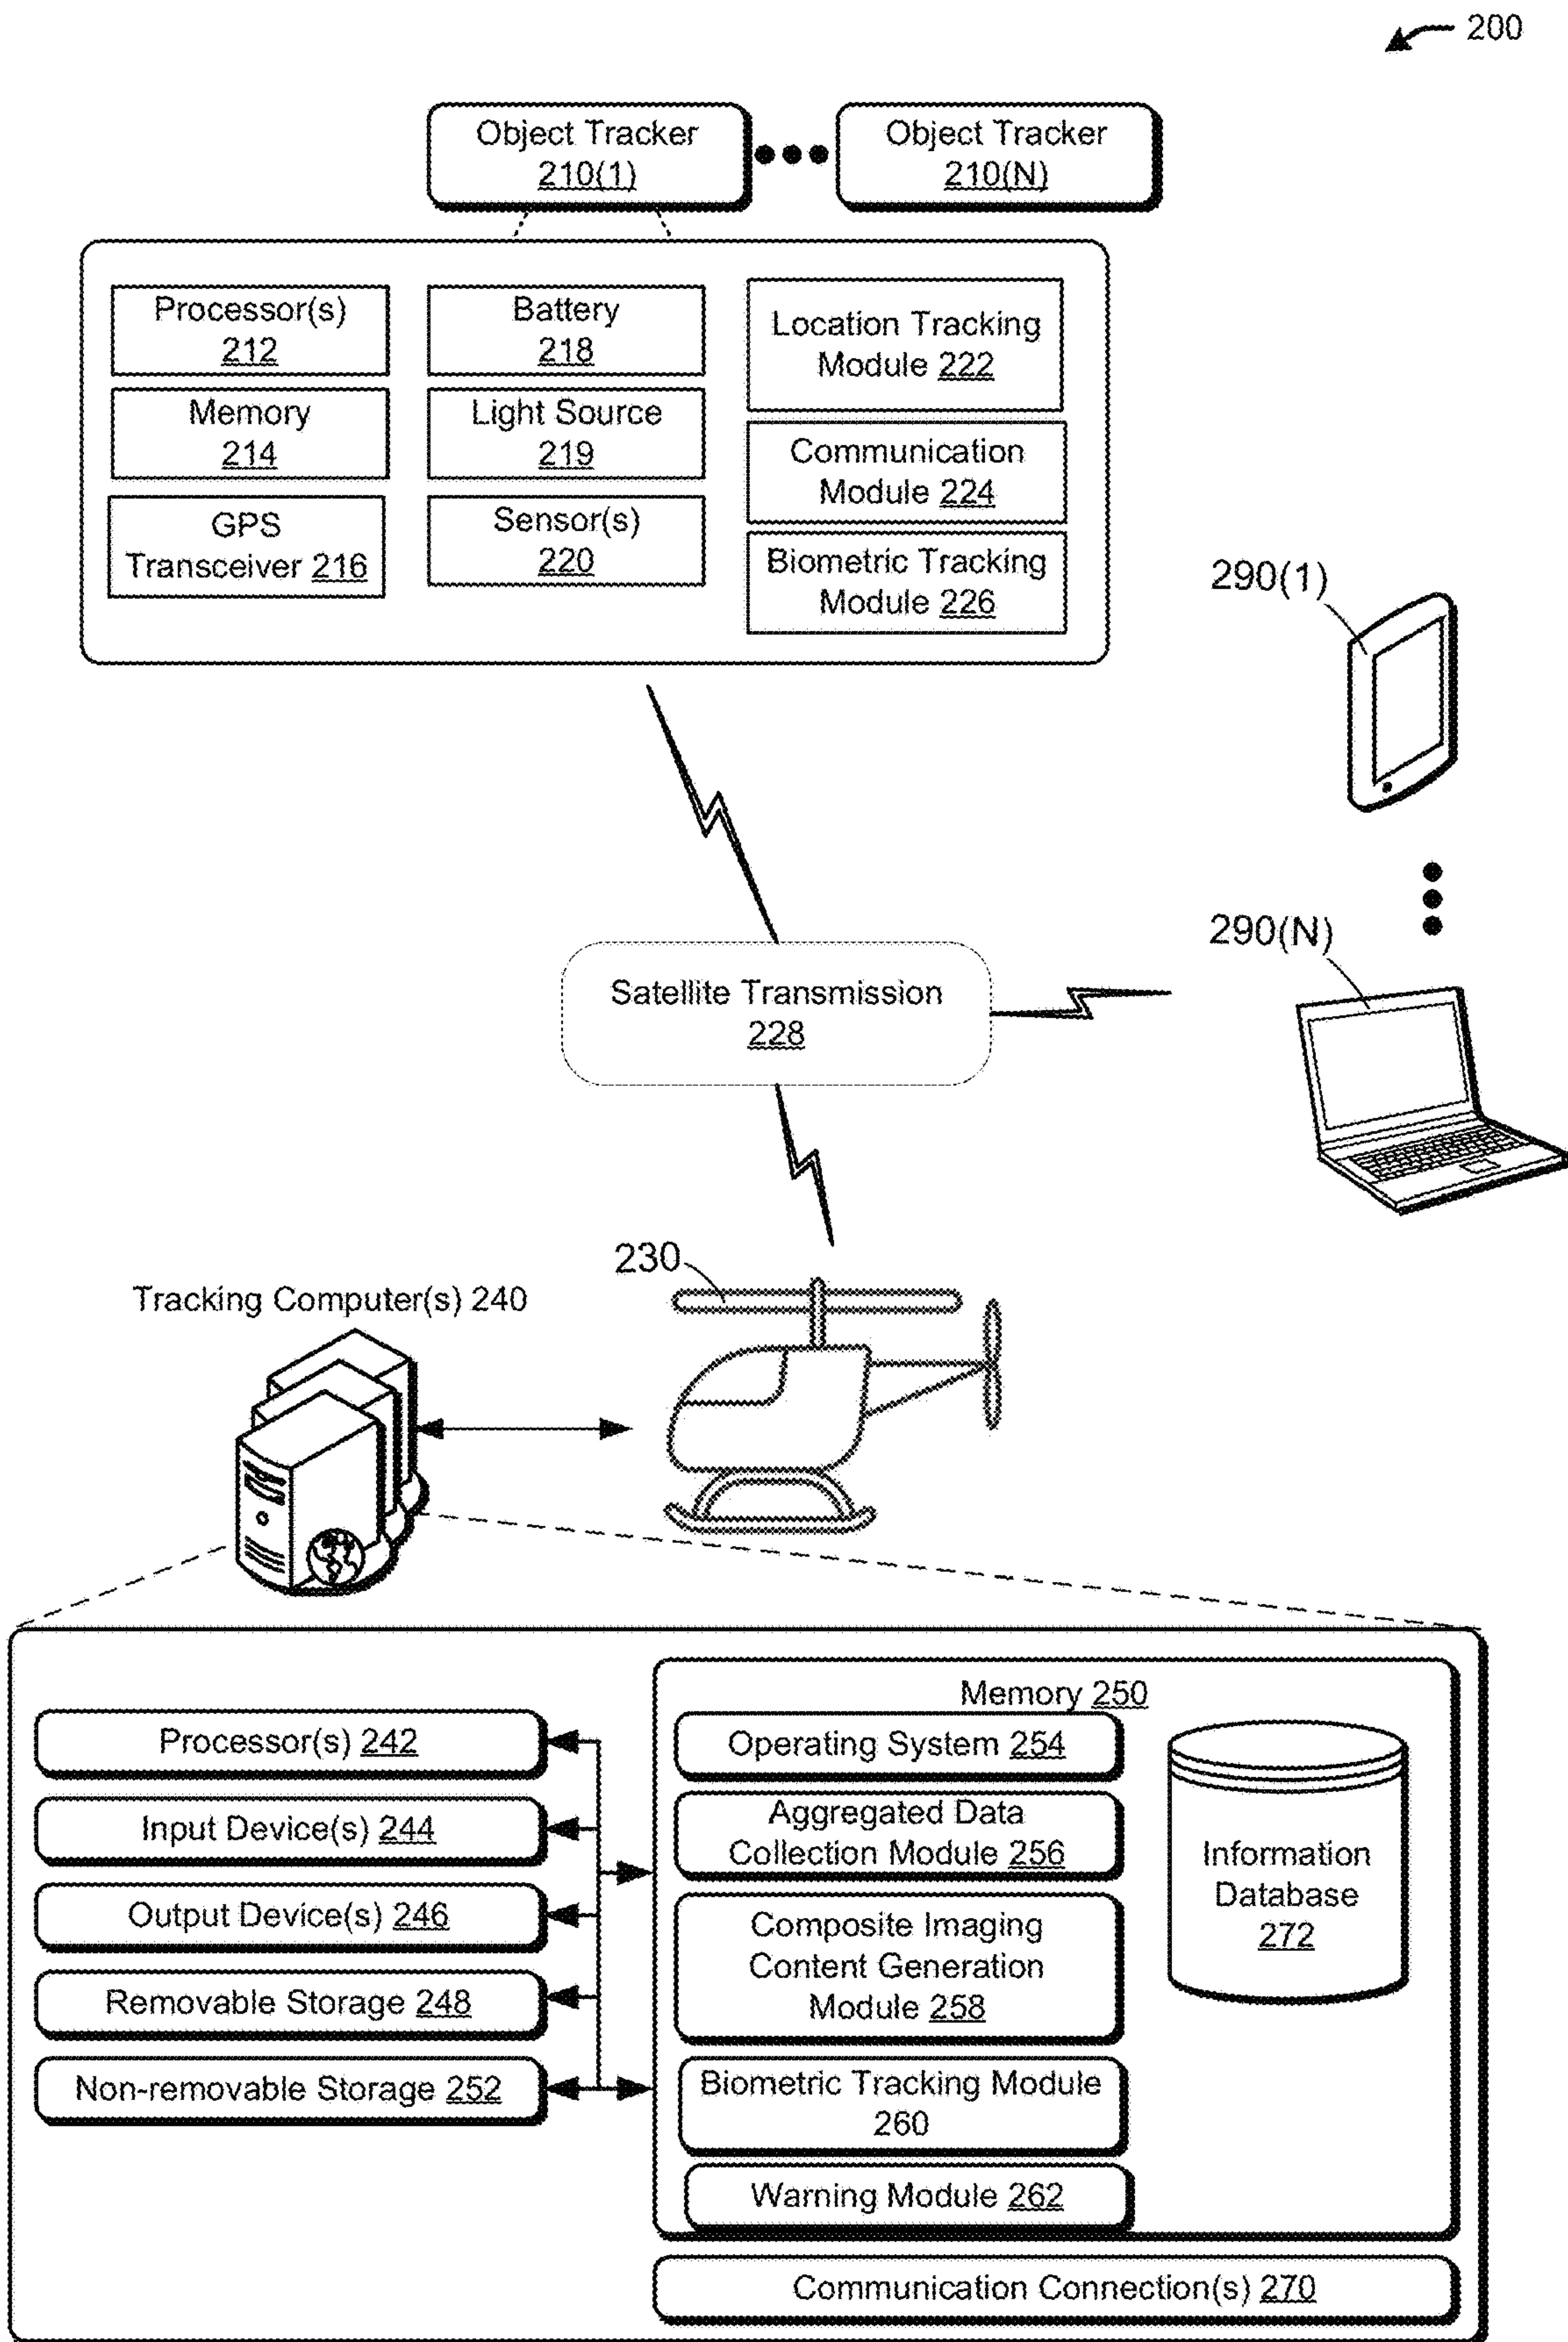 200
Object Tracker
210(1)
Object Tracker
210(N)
Processor(s)
212
Battery
218
Location Tracking
Module 222
Memory
214
Light Source
219
Communication
Module 224
GPS
Transceiver 216
Sensor(s)
220
Biometric Tracking
Module 226
290(1)
290(N)
Satellite Transmission
228
230
Tracking Computer(s) 240
Memory 250
Processor(s) 242
Input Device(s) 244
Output Device(s) 246
Removable Storage 248
Non-removable Storage 252
Operating System 254
Aggregated Data
Collection Module 256
Composite Imaging
Content Generation
Module 258
Biometric Tracking Module
260
Warning Module 262
Information
Database
272
Communication Connection(s) 270